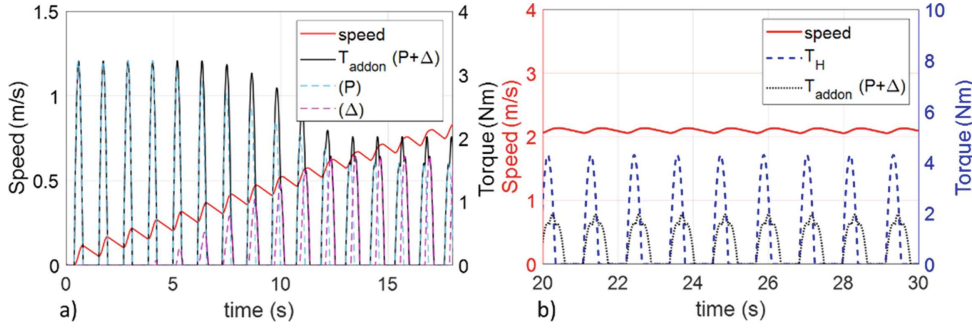 1.5
1
0.5
0
Speed (m/s)
speed
T_addon (P+Δ)
(P)
(Δ)
4
3
2
1
0
Torque (Nm)
0 5 10 15
time (s)
a)
4
3
2
1
0
Speed (m/s)
speed
T_H
T_addon (P+Δ)
10
8
6
4
2
0
Torque (Nm)
20 22 24 26 28 30
time (s)
b)